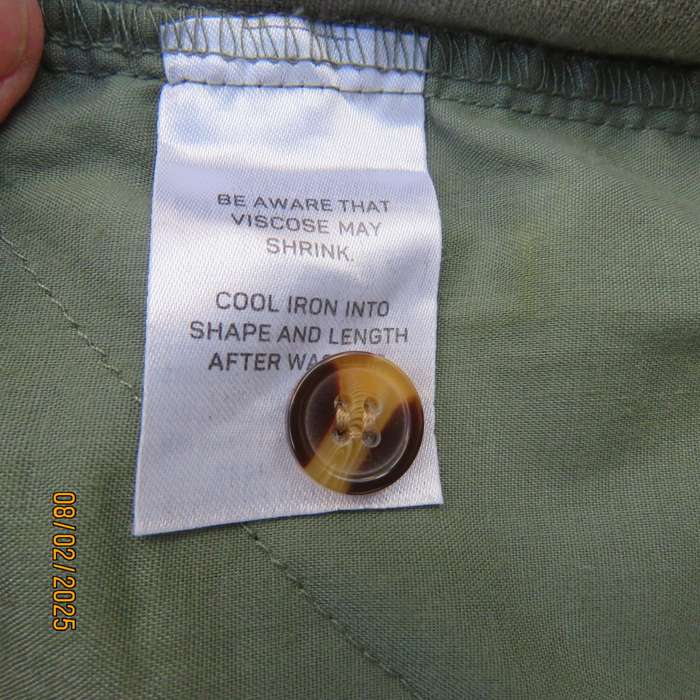 BE AWARE THAT
VISCOSE MAY
SHRINK.
COOL IRON INTO
SHAPE AND LENGTH
AFTER
08/02/2025